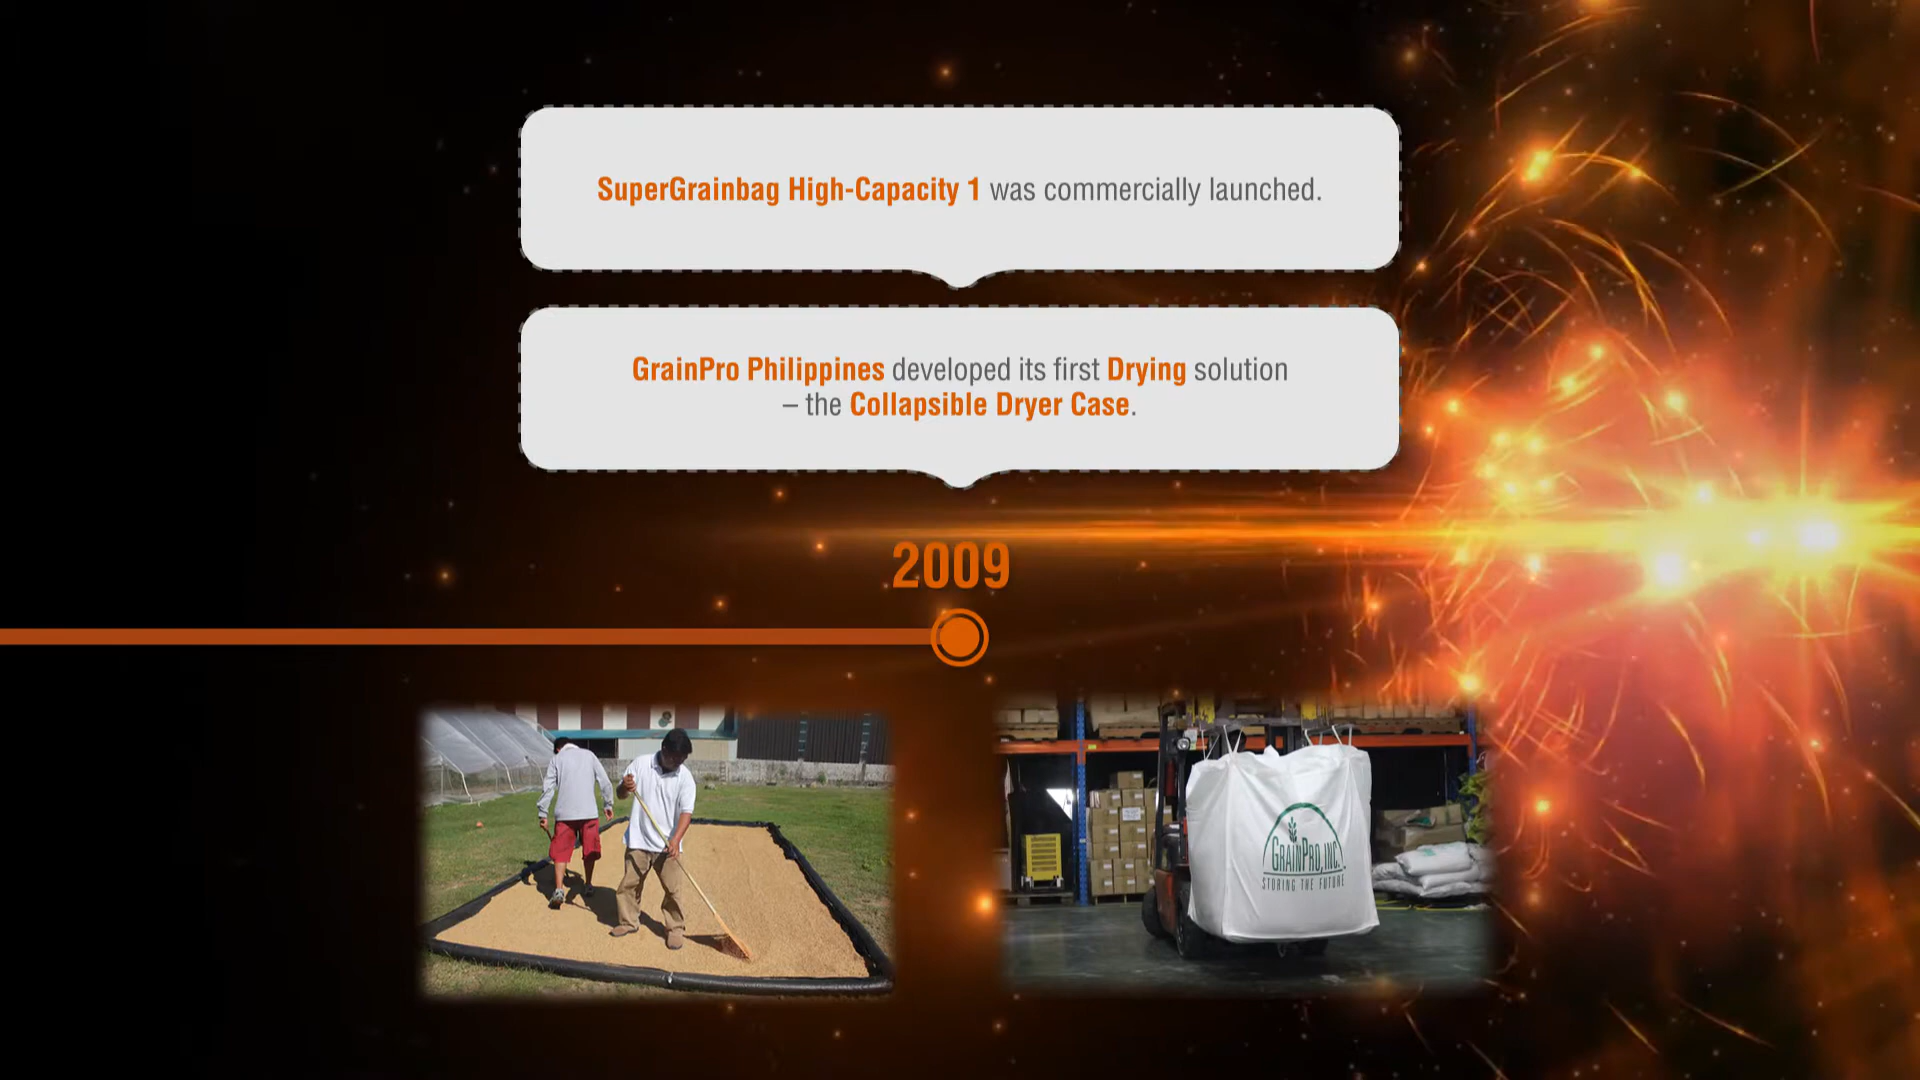 SuperGrainbag High-Capacity 1 was commercially launched.
GrainPro Philippines developed its first Drying solution
– the Collapsible Dryer Case.
2009
GRAINPRO, INC.
STORING THE FUTURE